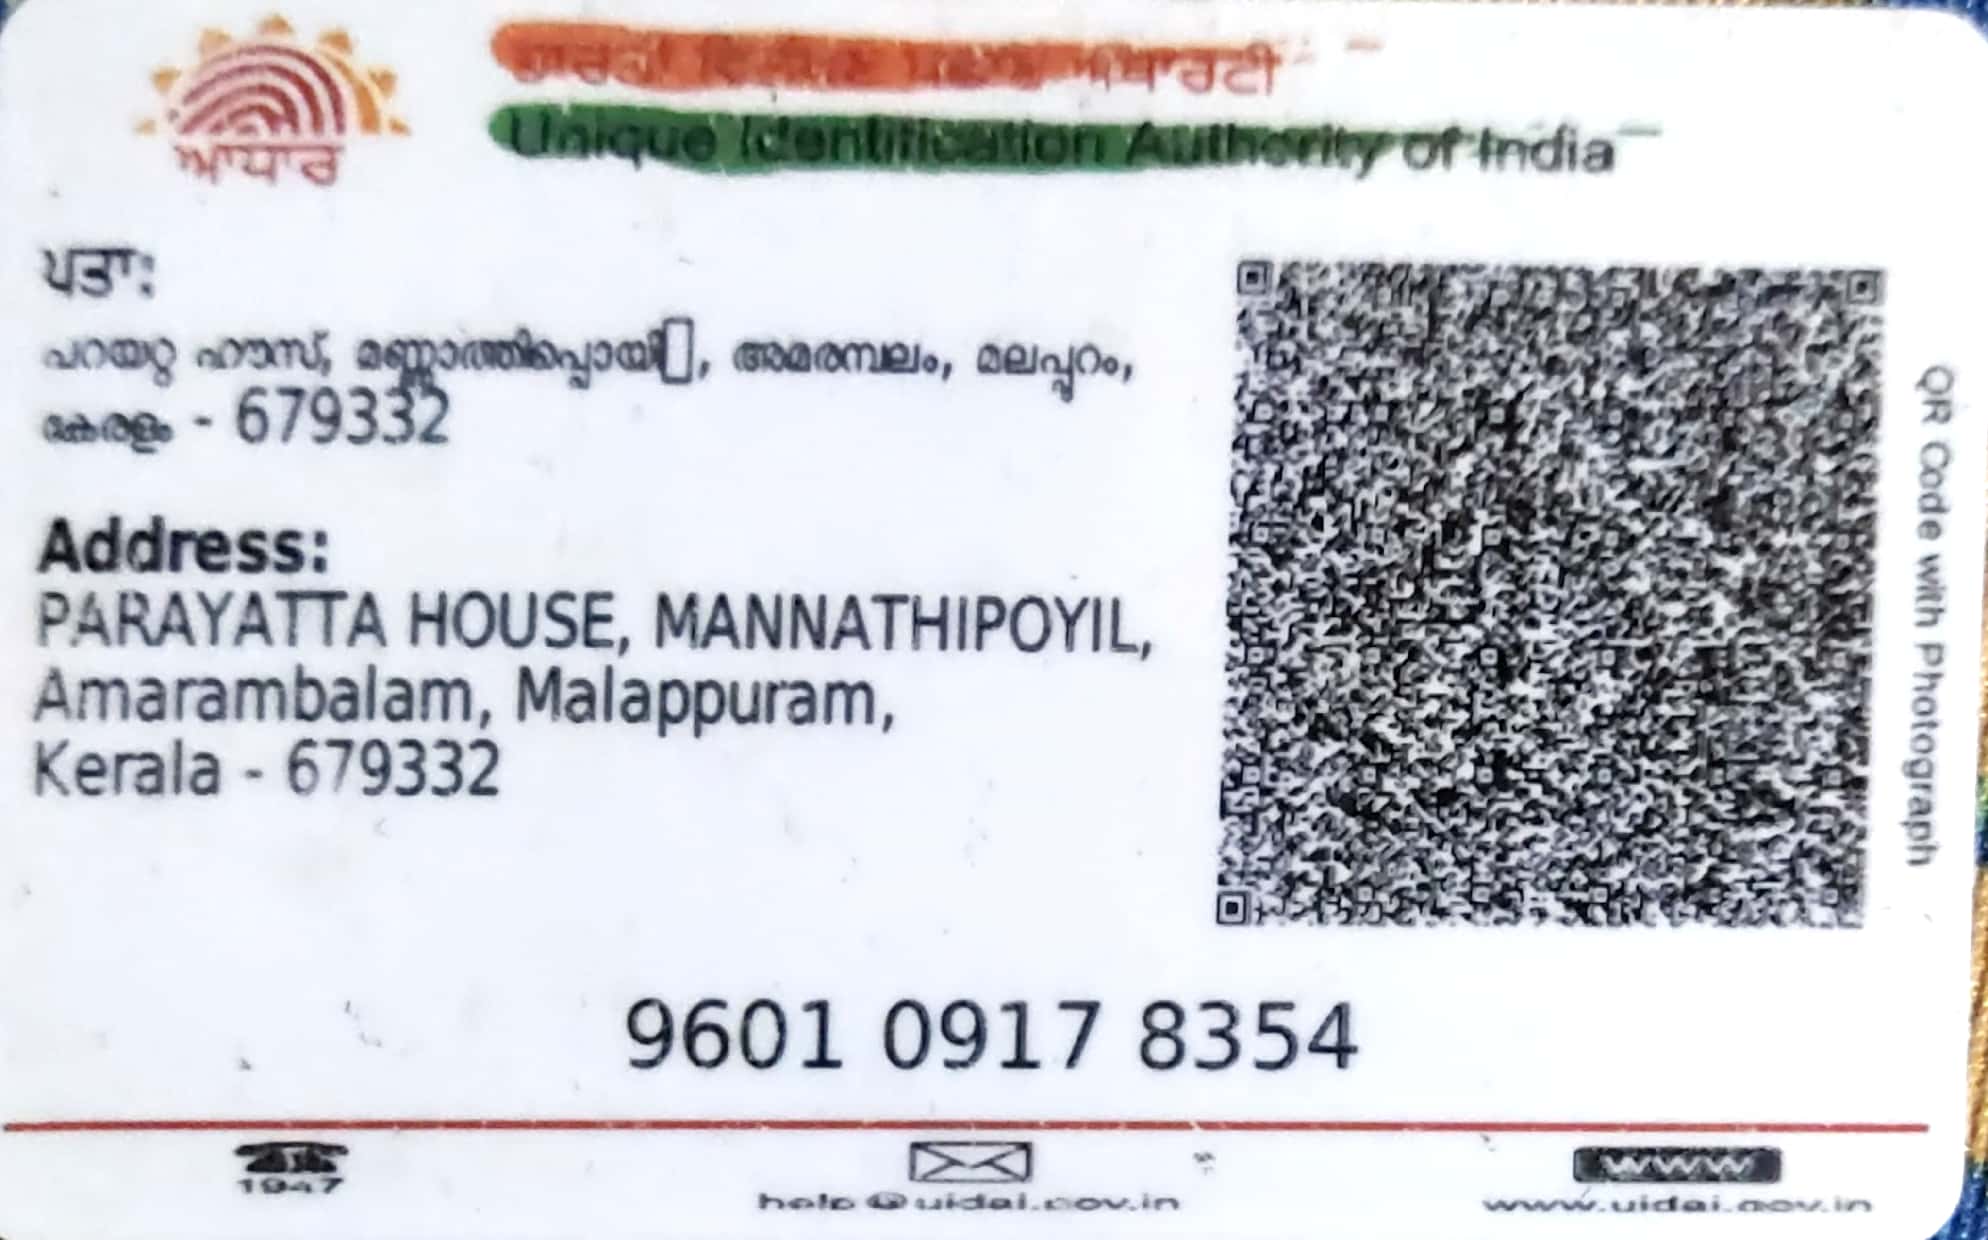 ਆਧਾਰ
ਅਥਾਰਟੀ
Unique Identification Authority of India
ਪਤਾ:
പറയറ്റ ഹൗസ്, മണ്ണാത്തിപ്പൊയി, അമരമ്പലം, മലപ്പുറം,
കേരളം - 679332
Address:
PARAYATTA HOUSE, MANNATHIPOYIL,
Amarambalam, Malappuram,
Kerala - 679332
QR Code with Photograph
9601 0917 8354
1947
help@uidai.gov.in
www
www.uidai.gov.in